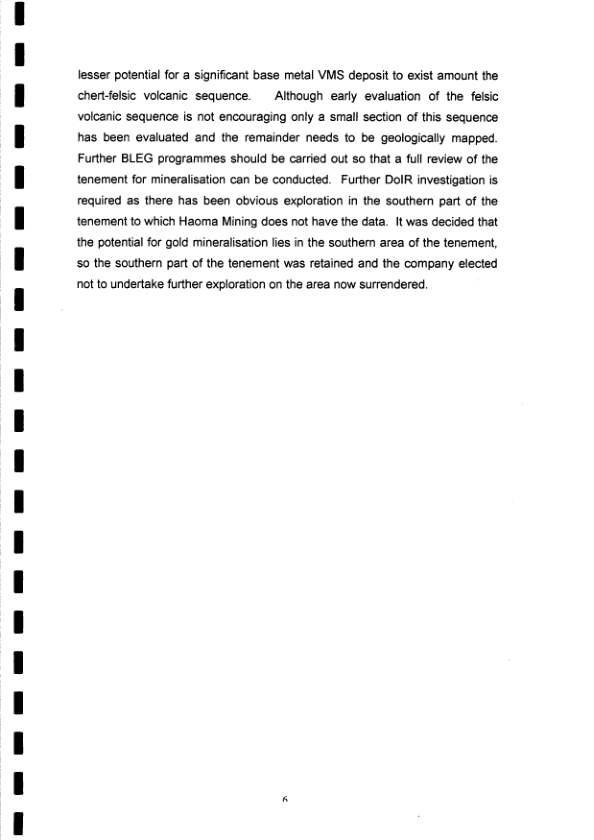 lesser potential for a significant base metal VMS deposit to exist amount the
chert-felsic volcanic sequence. Although early evaluation of the felsic
volcanic sequence is not encouraging only a small section of this sequence
has been evaluated and the remainder needs to be geologically mapped.
Further BLEG programmes should be carried out so that a full review of the
tenement for mineralisation can be conducted. Further DoIR investigation is
required as there has been obvious exploration in the southern part of the
tenement to which Haoma Mining does not have the data. It was decided that
the potential for gold mineralisation lies in the southern area of the tenement,
so the southern part of the tenement was retained and the company elected
not to undertake further exploration on the area now surrendered.
6